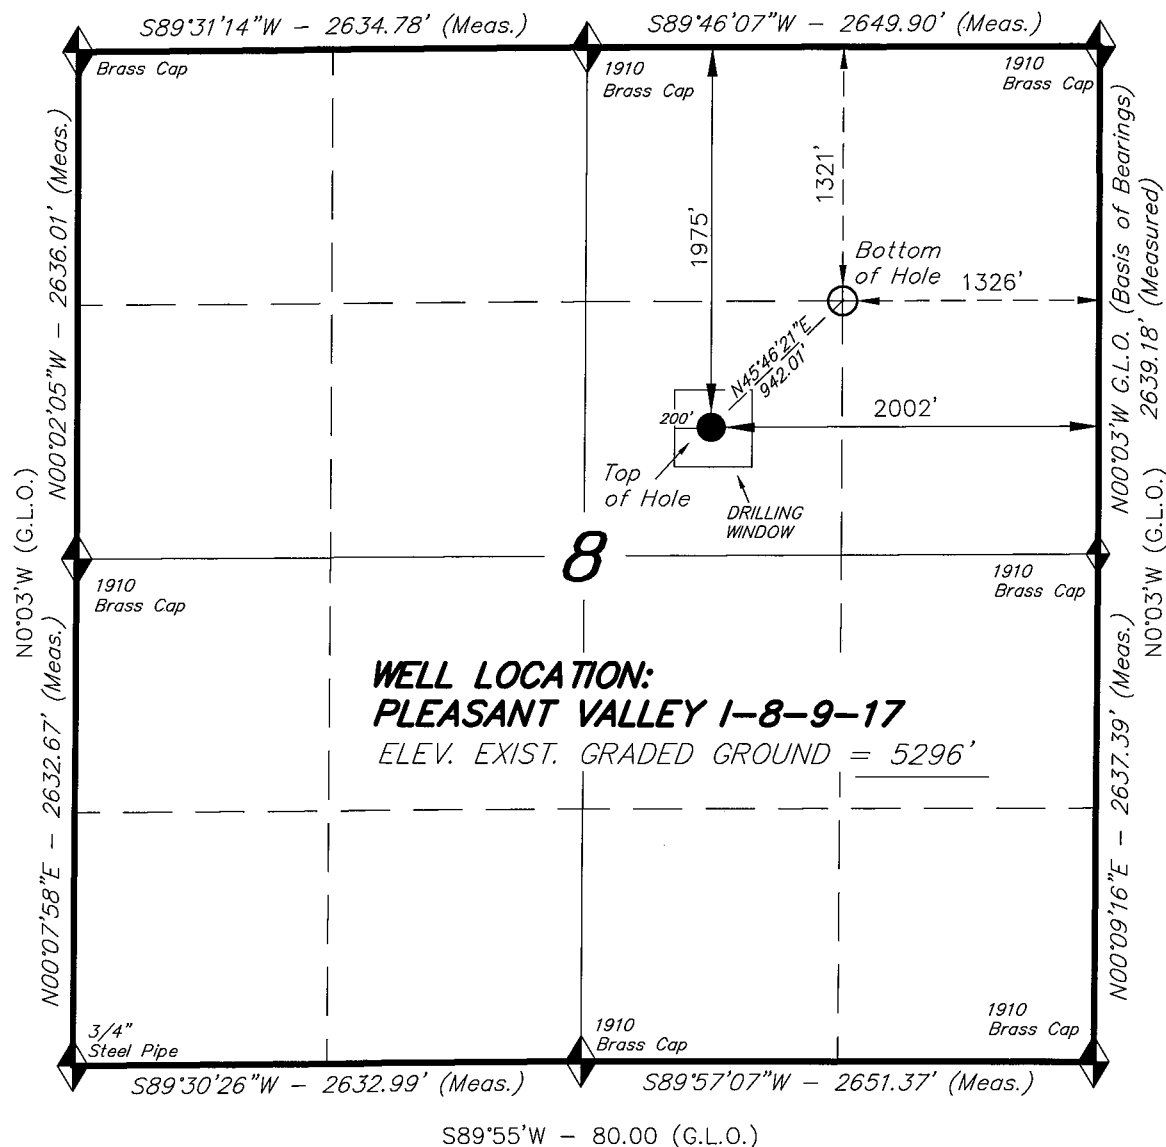 S89°31'14"W - 2634.78' (Meas.)
S89°46'07"W - 2649.90' (Meas.)
Brass Cap
1910
Brass Cap
1910
Brass Cap
N00°02'05"W - 2636.01' (Meas.)
N0°03'W (G.L.O.)
1975'
1321'
Bottom
of Hole
1326'
N45°46'21"E
942.01'
200'
2002'
Top
of Hole
DRILLING
WINDOW
N00°03'W G.L.O. (Basis of Bearings)
2639.18' (Measured)
N0°03'W (G.L.O.)
8
1910
Brass Cap
1910
Brass Cap
WELL LOCATION:
PLEASANT VALLEY I-8-9-17
ELEV. EXIST. GRADED GROUND = 5296'
N00°07'58"E - 2632.67' (Meas.)
N00°09'16"E - 2637.39' (Meas.)
3/4"
Steel Pipe
1910
Brass Cap
1910
Brass Cap
S89°30'26"W - 2632.99' (Meas.)
S89°57'07"W - 2651.37' (Meas.)
S89°55'W - 80.00 (G.L.O.)